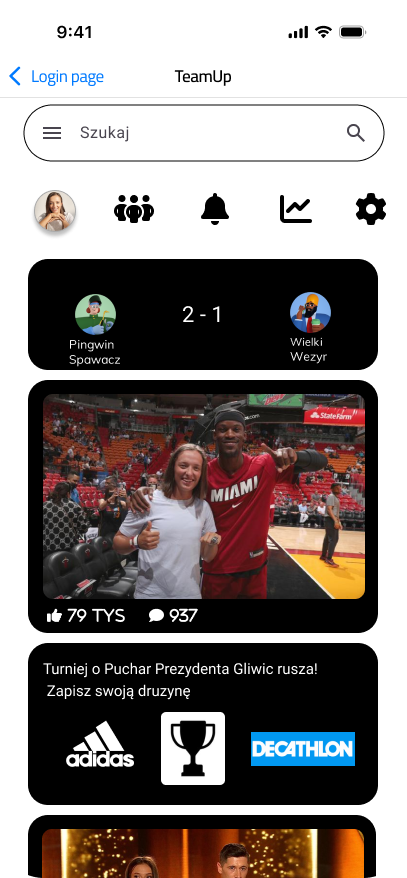 9:41
Login page
TeamUp
Szukaj
2 - 1
Pingwin
Spawacz
Wielki
Wezyr
State Farm
MIAMI
79 TYS
937
Turniej o Puchar Prezydenta Gliwic rusza!
Zapisz swoją druzynę
adidas
DECATHLON